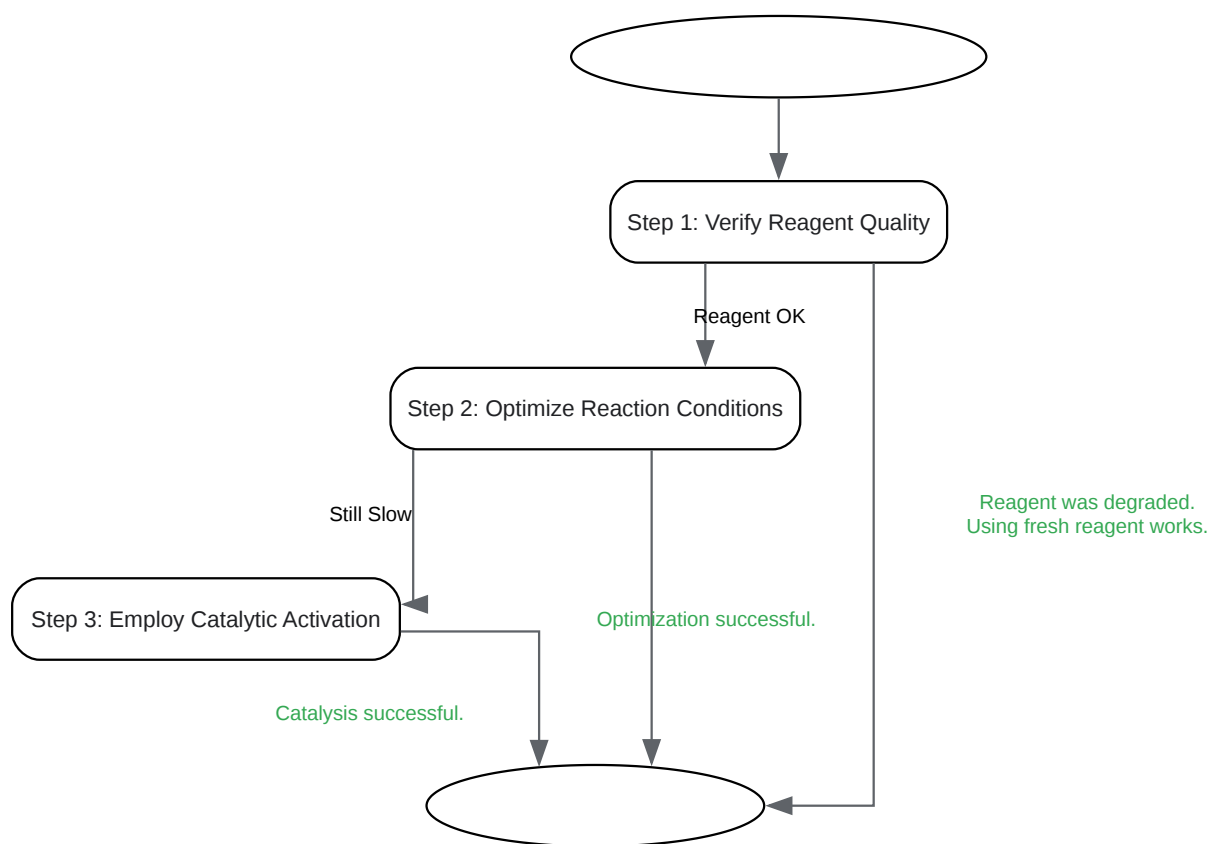 Step 1: Verify Reagent Quality
Reagent OK
Step 2: Optimize Reaction Conditions
Still Slow
Reagent was degraded.
Using fresh reagent works.
Step 3: Employ Catalytic Activation
Optimization successful.
Catalysis successful.